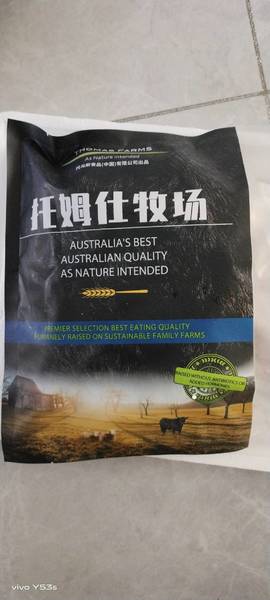 THOMAS FARMS
As Nature Intended
托姆仕牧场
AUSTRALIA'S BEST
AUSTRALIAN QUALITY
AS NATURE INTENDED
PREMIER SELECTION BEST EATING QUALITY
HUMANELY RAISED ON SUSTAINABLE FAMILY FARMS
RAISED WITHOUT ANTIBIOTICS OR
ADDED HORMONES
vivo Y53s